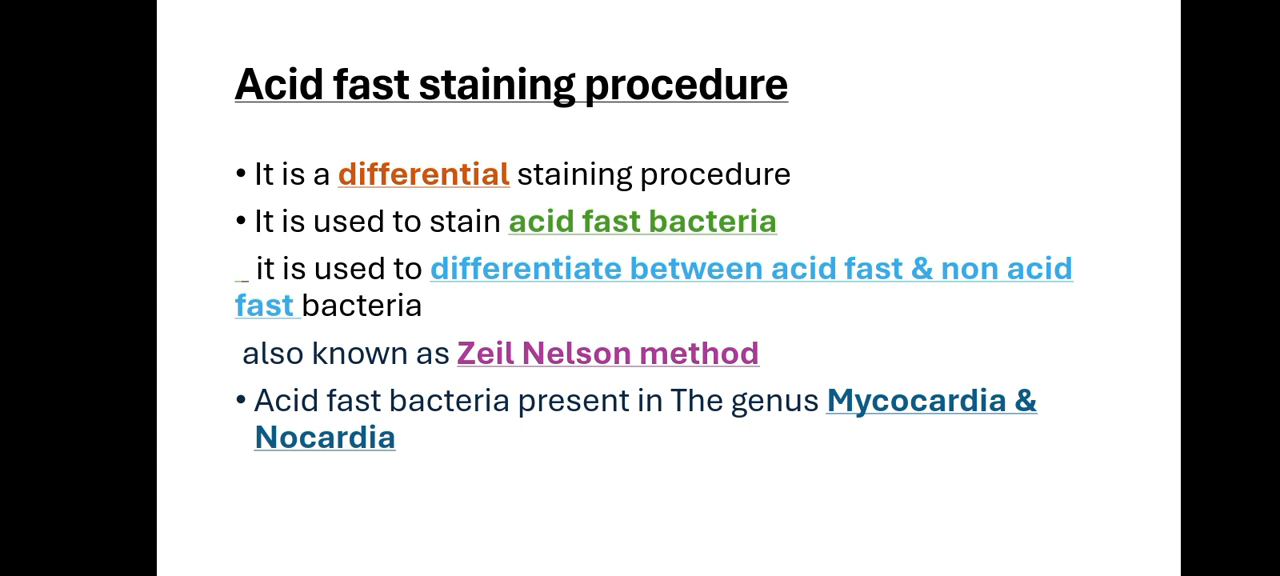 Acid fast staining procedure
• It is a differential staining procedure
• It is used to stain acid fast bacteria
_ it is used to differentiate between acid fast & non acid
fast bacteria
also known as Zeil Nelson method
• Acid fast bacteria present in The genus Mycocardia &
Nocardia